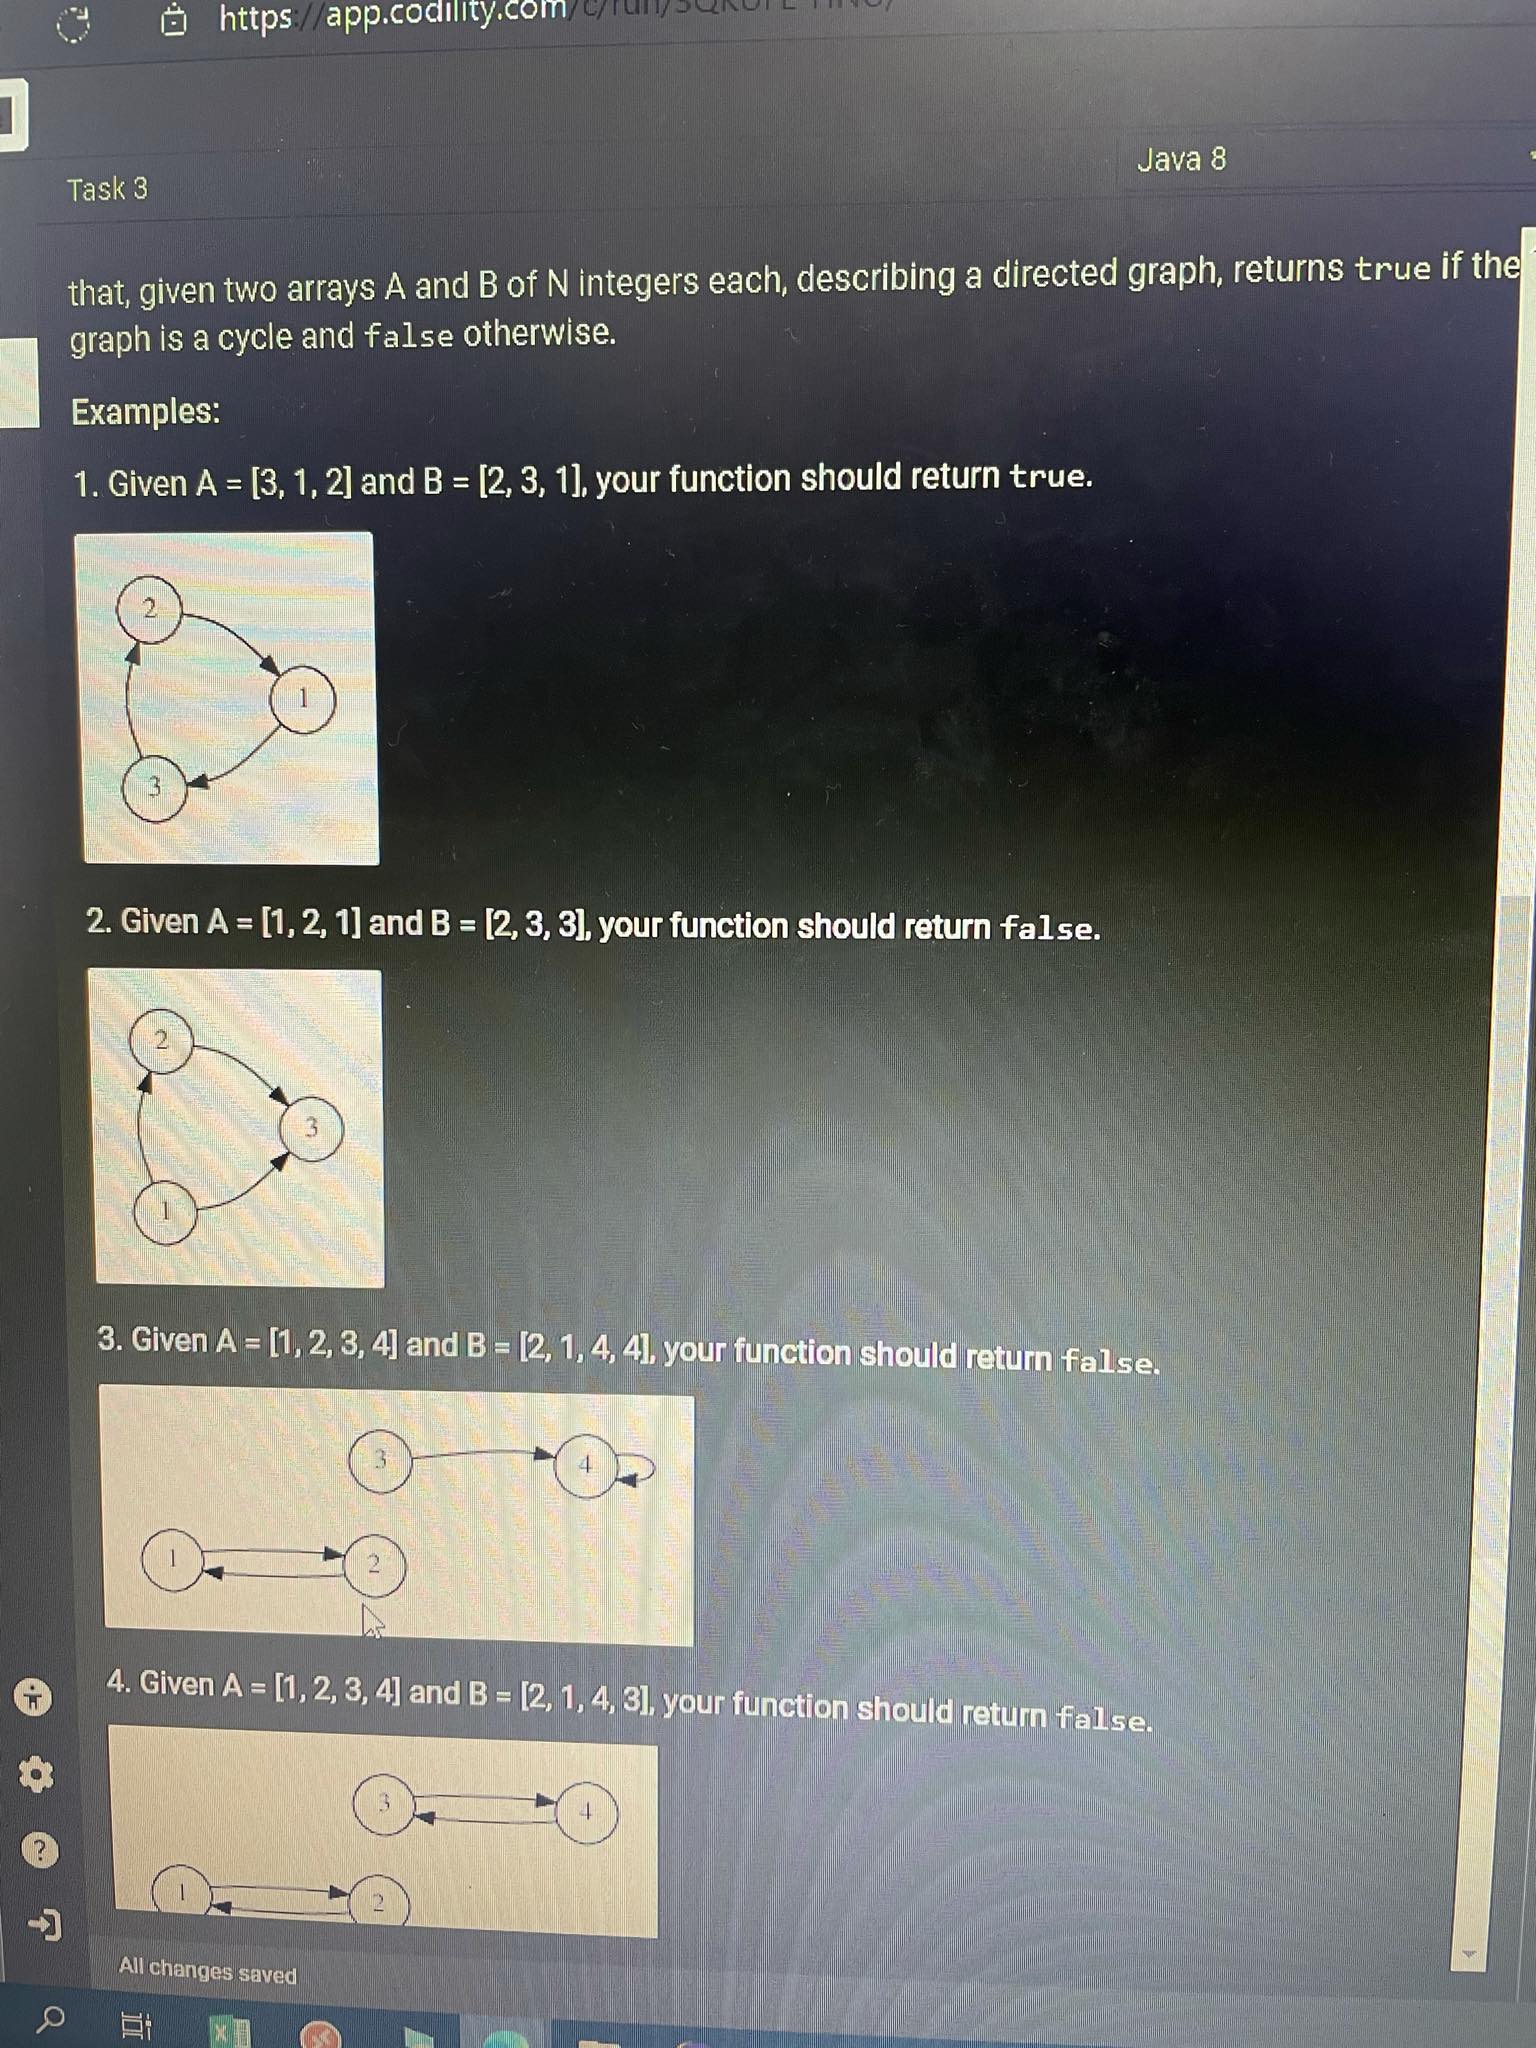 https://app.codility.com/c/run/
Task 3
Java 8
that, given two arrays A and B of N integers each, describing a directed graph, returns true if the
graph is a cycle and false otherwise.
Examples:
1. Given A = [3, 1, 2] and B = [2, 3, 1], your function should return true.
2
1
3
2. Given A = [1, 2, 1] and B = [2, 3, 3], your function should return false.
2
3
1
3. Given A = [1, 2, 3, 4] and B = [2, 1, 4, 4], your function should return false.
3
4
1
2
4. Given A = [1, 2, 3, 4] and B = [2, 1, 4, 3], your function should return false.
3
4
1
2
All changes saved